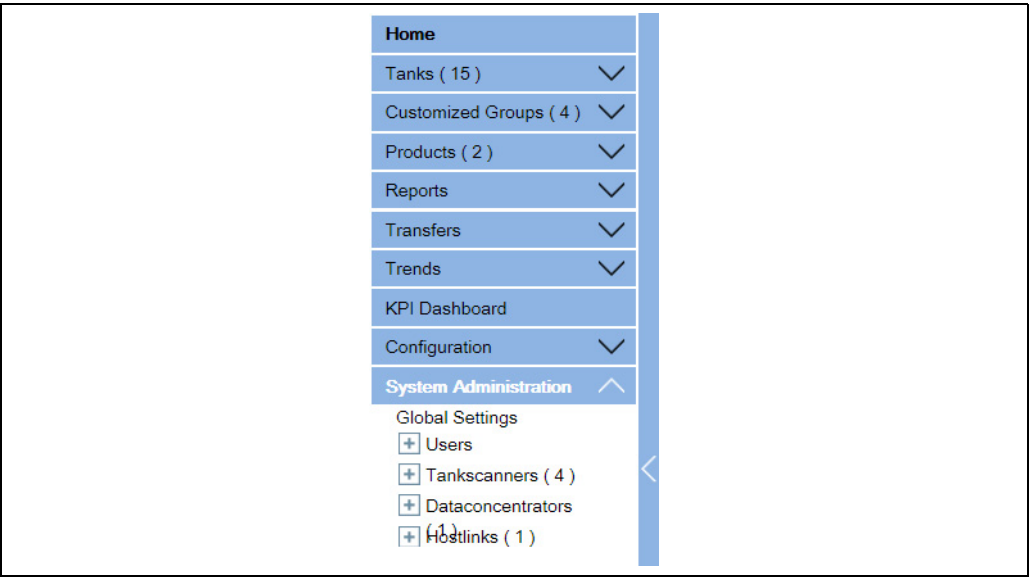 Home
Tanks ( 15 )
Customized Groups ( 4 )
Products ( 2 )
Reports
Transfers
Trends
KPI Dashboard
Configuration
System Administration
Global Settings
Users
Tankscanners ( 4 )
Dataconcentrators
( 1 )
Hostlinks ( 1 )